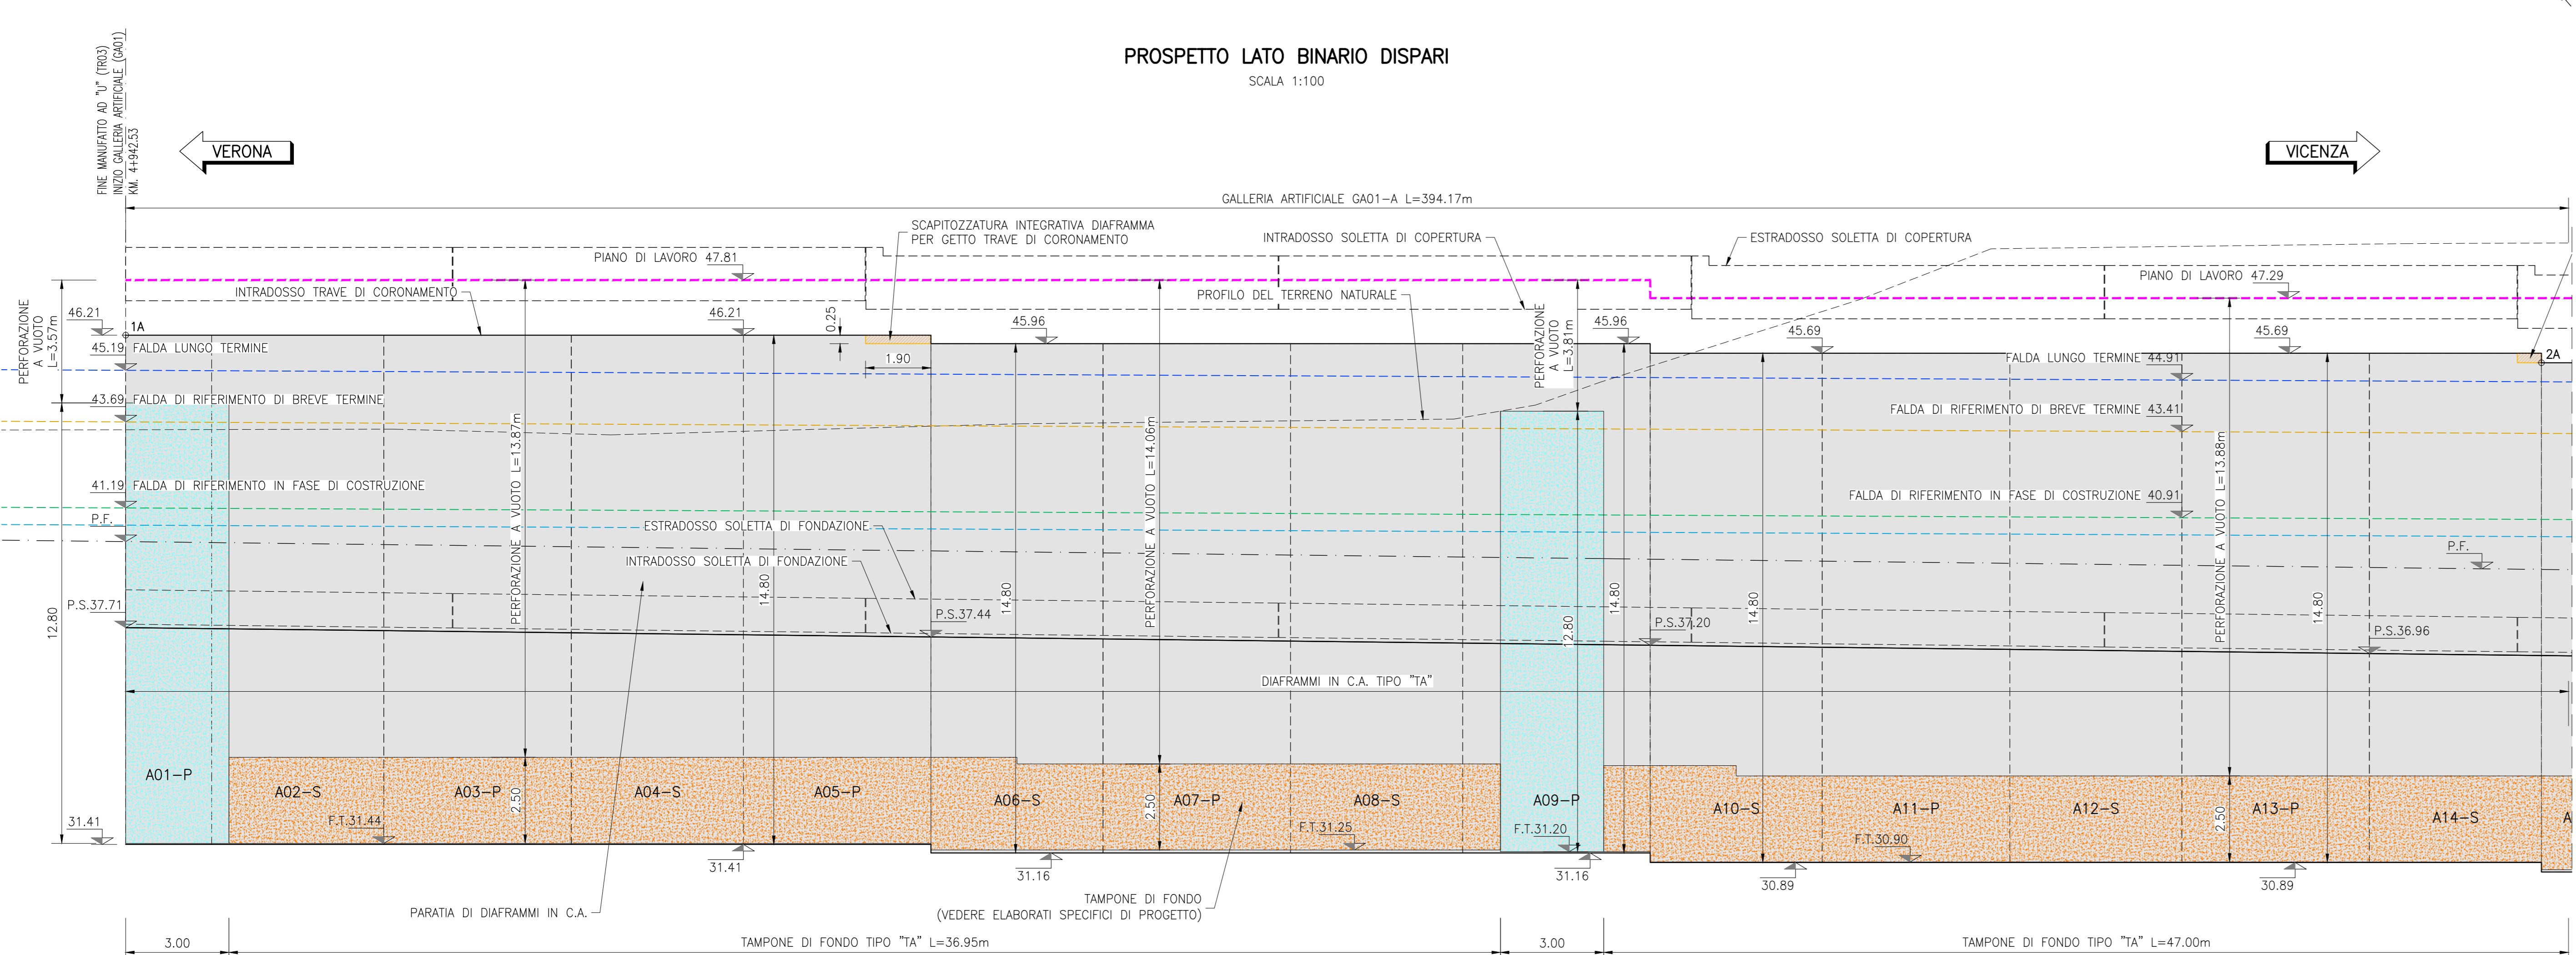 PROSPETTO LATO BINARIO DISPARI
SCALA 1:100
FINE MANUFATTO AD "U" (TR03)
INIZIO GALLERIA ARTIFICIALE (GA01)
KM. 4+942.53
VERONA
VICENZA
GALLERIA ARTIFICIALE GA01-A L=394.17m
SCAPITOZZATURA INTEGRATIVA DIAFRAMMA
PER GETTO TRAVE DI CORONAMENTO
INTRADOSSO SOLETTA DI COPERTURA
ESTRADOSSO SOLETTA DI COPERTURA
PIANO DI LAVORO 47.81
PIANO DI LAVORO 47.29
INTRADOSSO TRAVE DI CORONAMENTO
PROFILO DEL TERRENO NATURALE
PERFORAZIONE
A VUOTO
L=3.57m
46.21
1A
46.21
0.25
45.96
PERFORAZIONE
A VUOTO
L=3.81m
45.96
45.69
45.69
45.19 FALDA LUNGO TERMINE
1.90
FALDA LUNGO TERMINE 44.91
2A
43.69 FALDA DI RIFERIMENTO DI BREVE TERMINE
FALDA DI RIFERIMENTO DI BREVE TERMINE 43.41
PERFORAZIONE A VUOTO L=13.87m
PERFORAZIONE A VUOTO L=14.06m
PERFORAZIONE A VUOTO L=13.88m
41.19 FALDA DI RIFERIMENTO IN FASE DI COSTRUZIONE
FALDA DI RIFERIMENTO IN FASE DI COSTRUZIONE 40.91
P.F.
ESTRADOSSO SOLETTA DI FONDAZIONE
P.F.
INTRADOSSO SOLETTA DI FONDAZIONE
12.80
14.80
14.80
12.80
14.80
14.80
14.80
P.S.37.71
P.S.37.44
P.S.37.20
P.S.36.96
DIAFRAMMI IN C.A. TIPO "TA"
A01-P
A02-S
A03-P
A04-S
A05-P
A06-S
A07-P
A08-S
A09-P
A10-S
A11-P
A12-S
A13-P
A14-S
A
2.50
2.50
2.50
31.41
F.T.31.44
F.T.31.25
F.T.31.20
F.T.30.90
31.41
31.16
31.16
30.89
30.89
PARATIA DI DIAFRAMMI IN C.A.
TAMPONE DI FONDO
(VEDERE ELABORATI SPECIFICI DI PROGETTO)
3.00
TAMPONE DI FONDO TIPO "TA" L=36.95m
3.00
TAMPONE DI FONDO TIPO "TA" L=47.00m